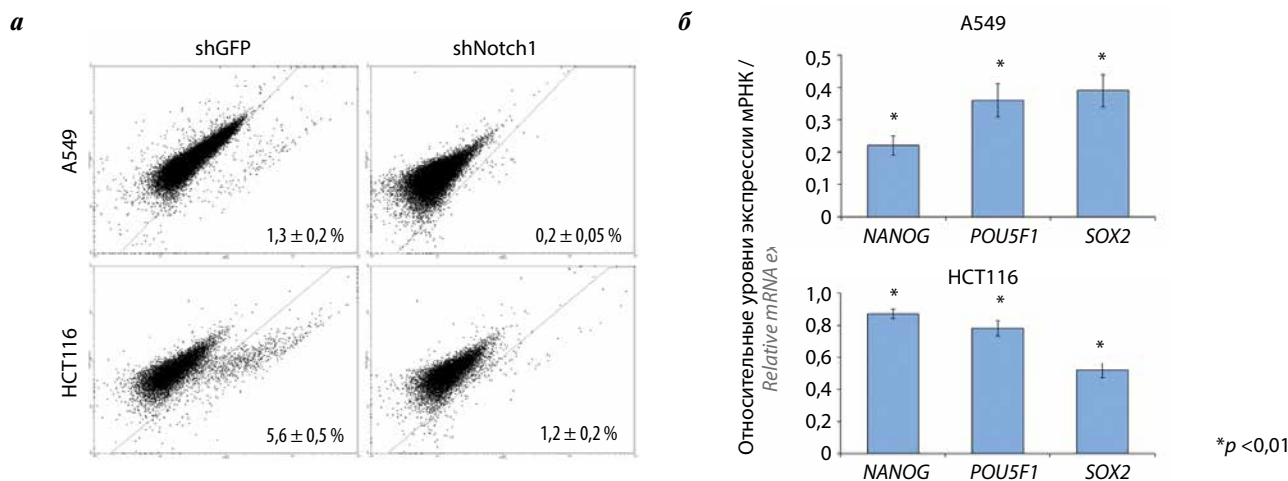 а
shGFP
shNotch1
A549
1,3 ± 0,2 %
0,2 ± 0,05 %
HCT116
5,6 ± 0,5 %
1,2 ± 0,2 %
б
Относительные уровни экспрессии мРНК /
Relative mRNA ex
A549
0,5
0,4
0,3
0,2
0,1
0
*
*
*
NANOG POU5F1 SOX2
HCT116
1,0
0,8
0,6
0,4
0,2
0
*
*
*
NANOG POU5F1 SOX2
*p <0,01